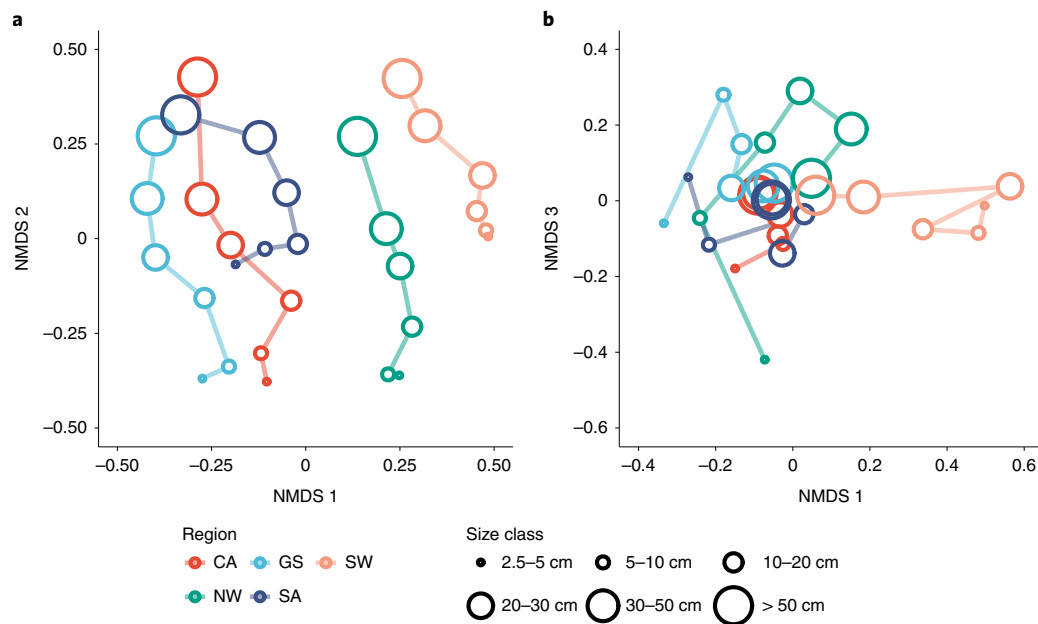 a
0.50
0.25
0
–0.25
–0.50
NMDS 2
–0.50 –0.25 0 0.25 0.50
NMDS 1
b
0.4
0.2
0
–0.2
–0.4
–0.6
NMDS 3
–0.4 –0.2 0 0.2 0.4 0.6
NMDS 1
Region
CA GS SW
NW SA
Size class
2.5–5 cm 5–10 cm 10–20 cm
20–30 cm 30–50 cm > 50 cm